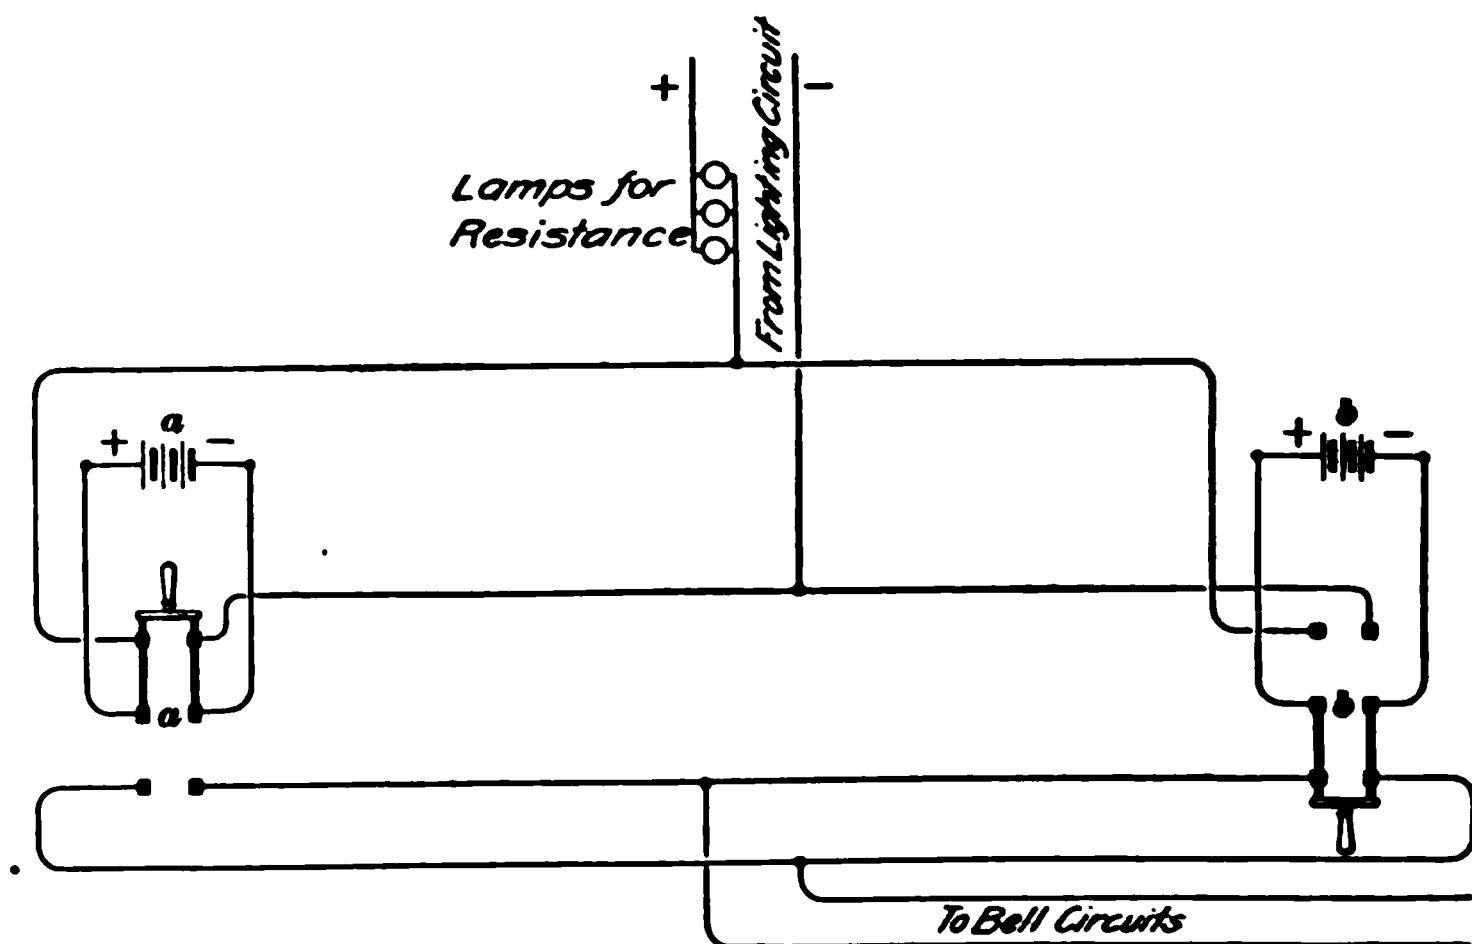 +
−
From Lighting Circuit
Lamps for
Resistance
a
+ −
b
+ −
a
b
To Bell Circuits